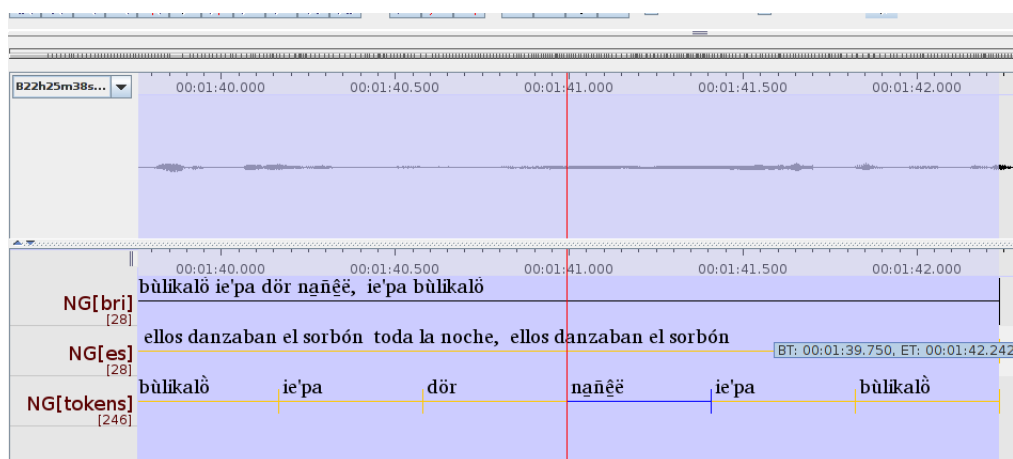 B22h25m38s...
00:01:40.000 00:01:40.500 00:01:41.000 00:01:41.500 00:01:42.000
00:01:40.000 00:01:40.500 00:01:41.000 00:01:41.500 00:01:42.000
NG[bri] bùlikalö̀ ie'pa dör na̱ñê̱ë, ie'pa bùlikalö̀
[28]
NG[es] ellos danzaban el sorbón toda la noche, ellos danzaban el sorbón
[28]
BT: 00:01:39.750, ET: 00:01:42.242
NG[tokens] bùlikalö̀ ie'pa dör na̱ñê̱ë ie'pa bùlikalö̀
[246]